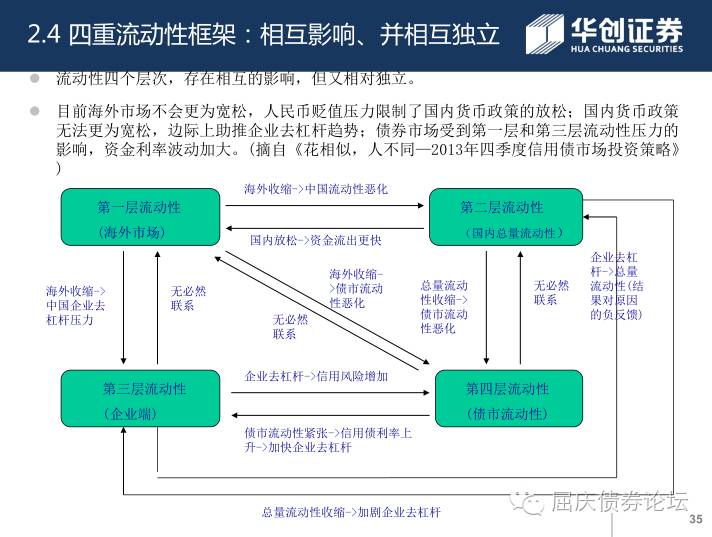 2.4 四重流动性框架：相互影响、并相互独立
华创证券
HUA CHUANG SECURITIES
流动性四个层次，存在相互的影响，但又相对独立。
目前海外市场不会更为宽松，人民币贬值压力限制了国内货币政策的放松；国内货币政策
无法更为宽松，边际上助推企业去杠杆趋势；债券市场受到第一层和第三层流动性压力的
影响，资金利率波动加大。(摘自《花相似，人不同—2013年四季度信用债市场投资策略》
)
海外收缩->中国流动性恶化
第一层流动性
(海外市场)
第二层流动性
（国内总量流动性）
国内放松->资金流出更快
海外收缩->
中国企业去
杠杆压力
无必然
联系
海外收缩-
>债市流动
性恶化
无必然
联系
总量流动
性收缩->
债市流动
性恶化
无必然
联系
企业去杠
杆->总量
流动性(结
果对原因
的负反馈)
第三层流动性
(企业端)
企业去杠杆->信用风险增加
第四层流动性
(债市流动性)
债市流动性紧张->信用债利率上
升->加快企业去杠杆
总量流动性收缩->加剧企业去杠杆
屈庆债券论坛
35